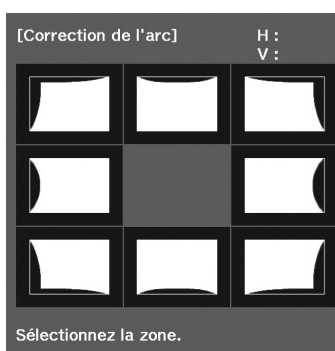 [Correction de l'arc] H :
V :
Sélectionnez la zone.